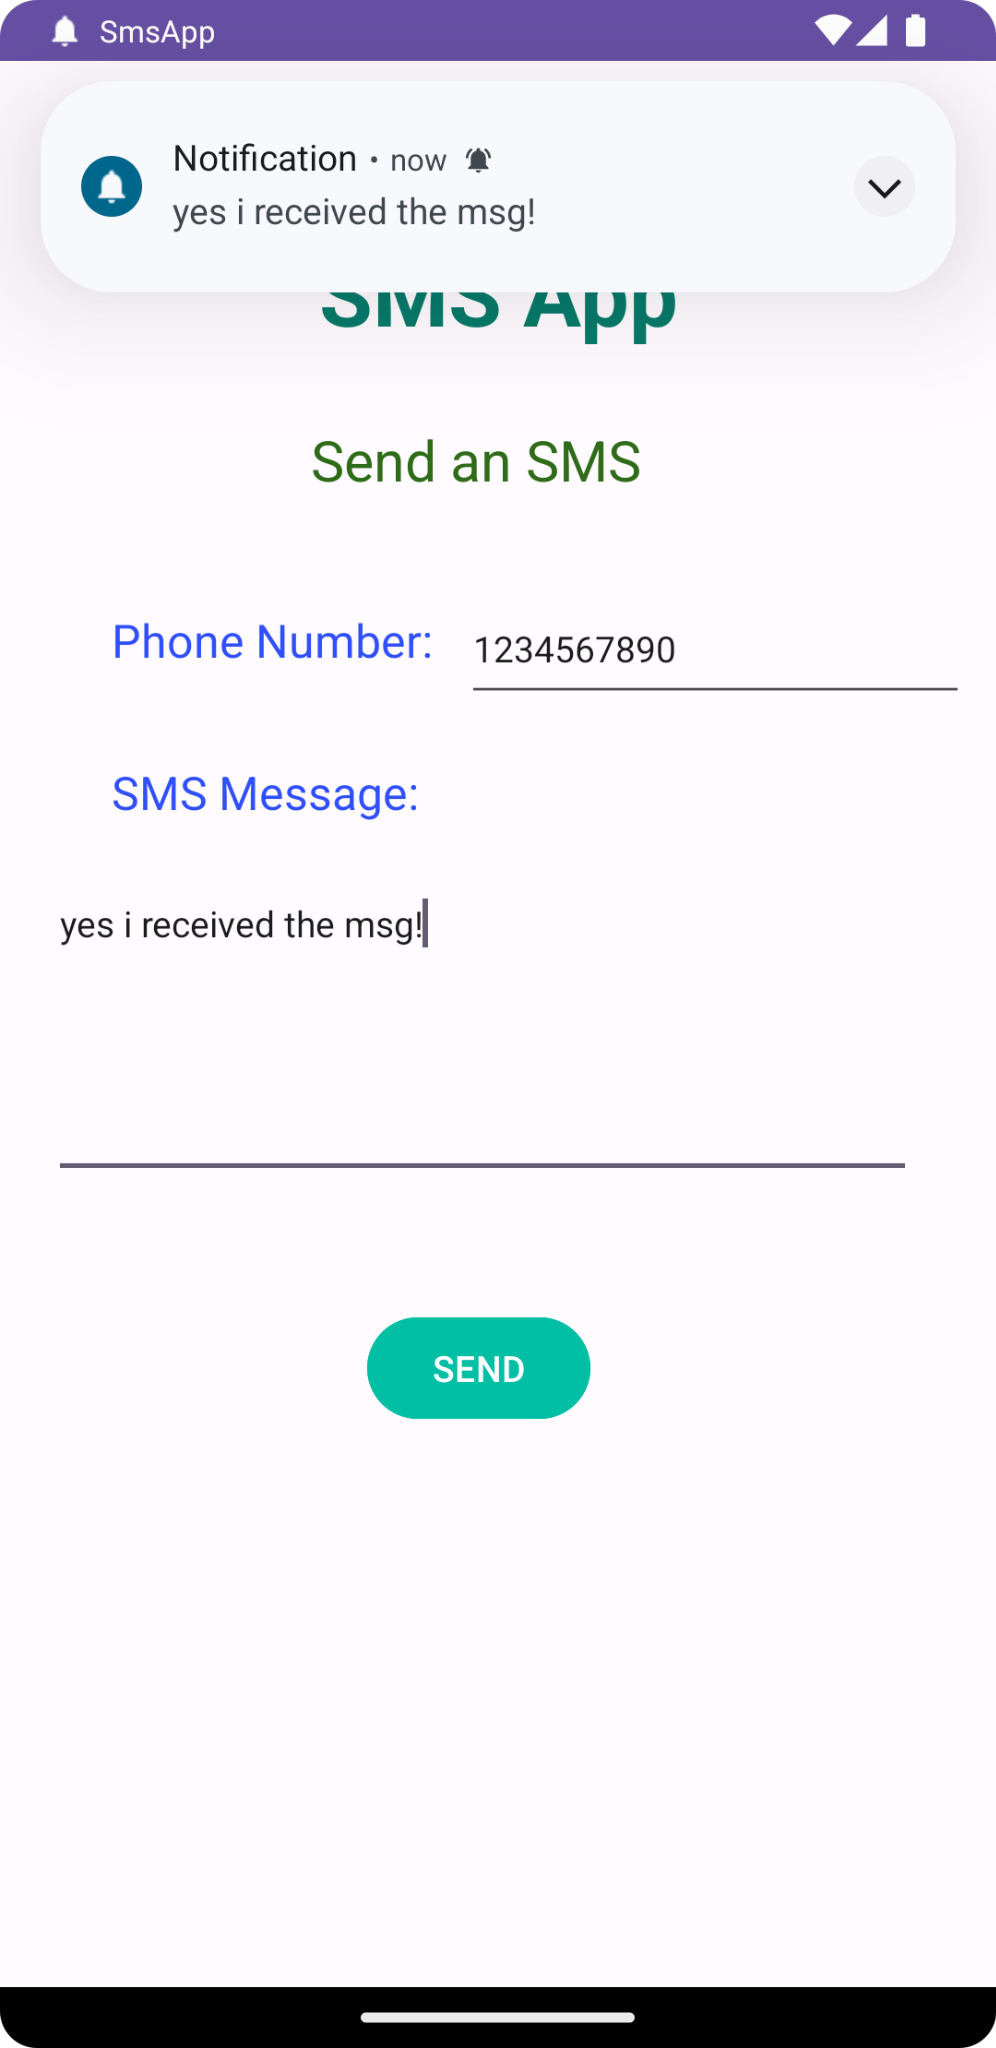 SmsApp
Notification • now
yes i received the msg!
SMS App
Send an SMS
Phone Number: 1234567890
SMS Message:
yes i received the msg!
SEND